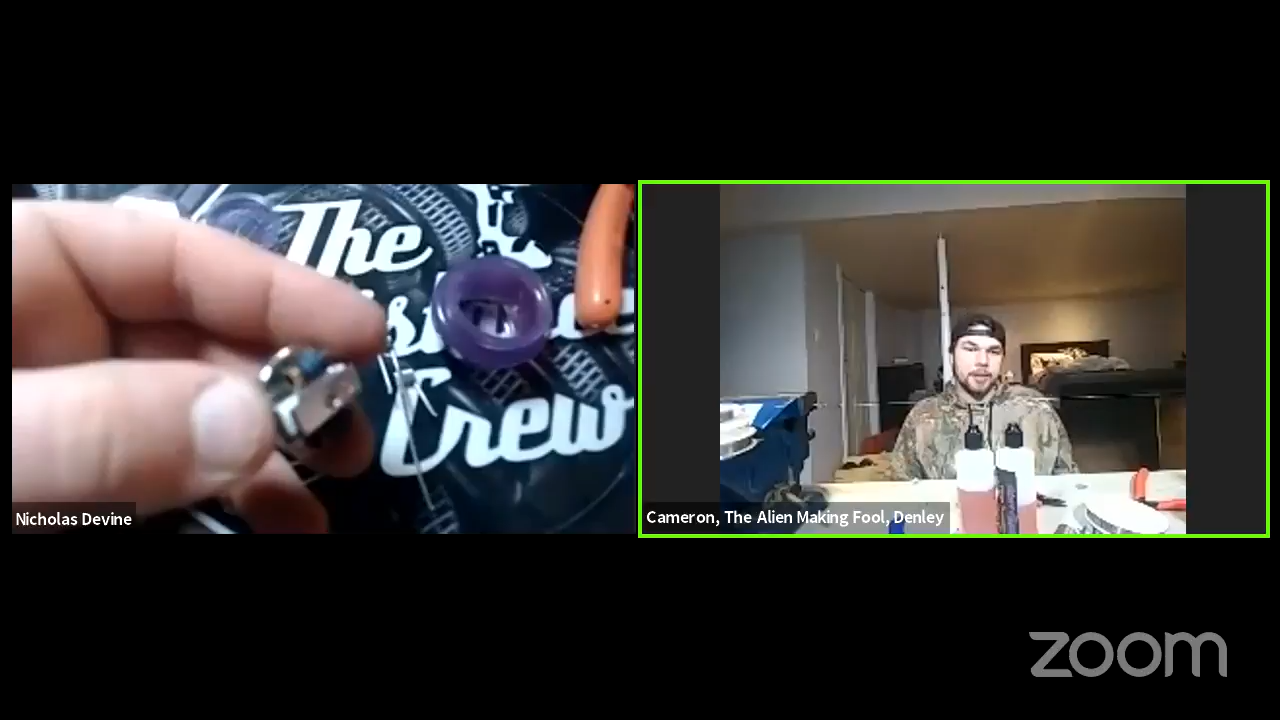 The
Crew
Nicholas Devine
Cameron, The Alien Making Fool, Denley
zoom